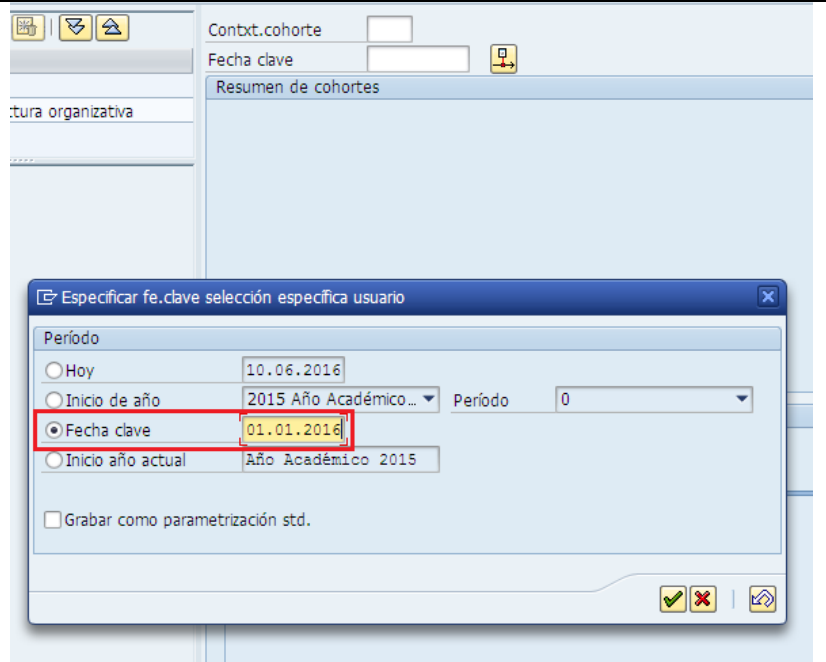 Contxt.cohorte
Fecha clave
Resumen de cohortes
tura organizativa
Especificar fe.clave selección específica usuario
Período
Hoy 10.06.2016
Inicio de año 2015 Año Académico... Período 0
Fecha clave 01.01.2016
Inicio año actual Año Académico 2015
Grabar como parametrización std.